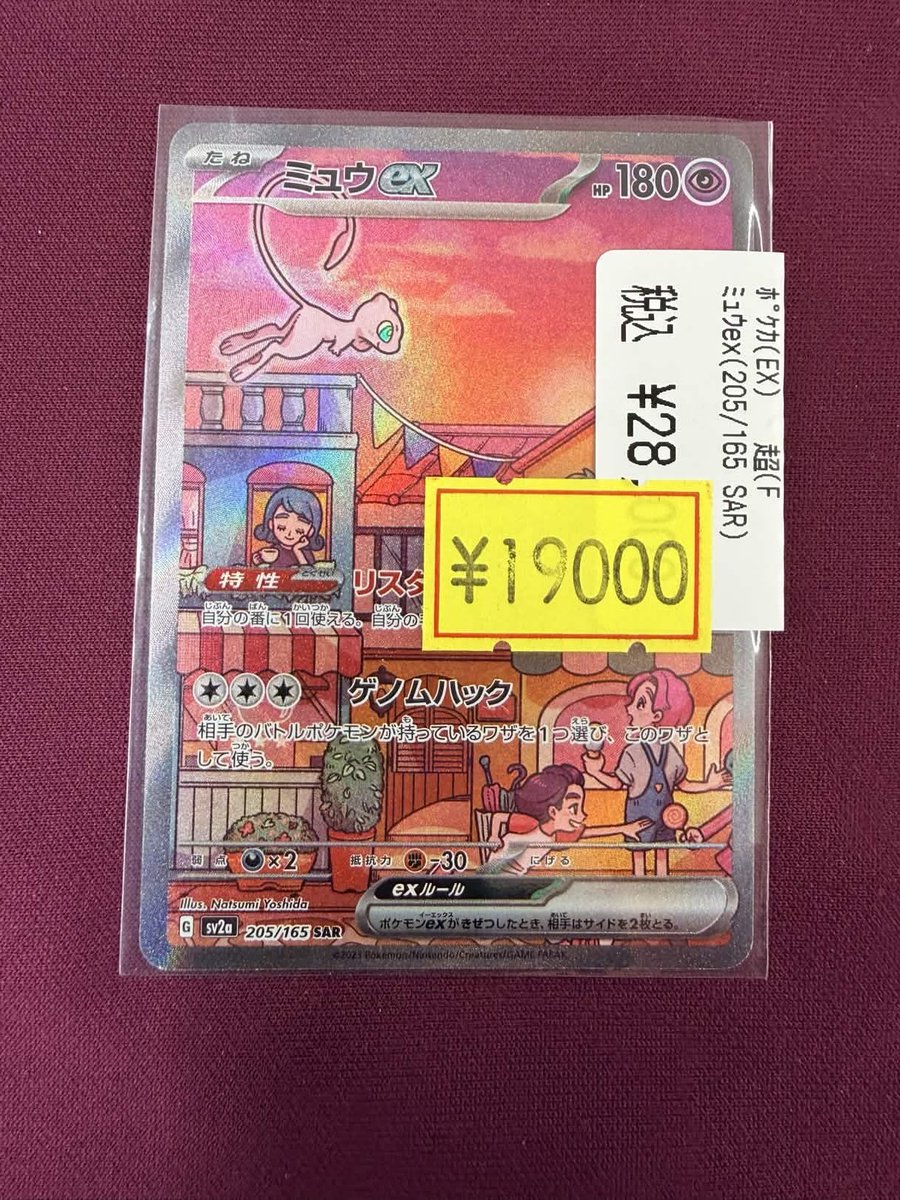 たね ミュウex HP 180
ポケカ(EX) 超(F
ミュウex(205/165 SAR)
税込 ¥28
¥19000
特性 リスタ
自分の番に1回使える。自分の
ゲノムハック
相手のバトルポケモンが持っているワザを1つ選び、このワザと
して使う。
弱点 ×2 抵抗力 -30 にげる
exルール
ポケモンexがきぜつしたとき、相手はサイドを2枚とる。
Illus. Natsumi Yoshida
G sv2a 205/165 SAR
©2023 Pokémon/Nintendo/Creatures/GAME FREAK.